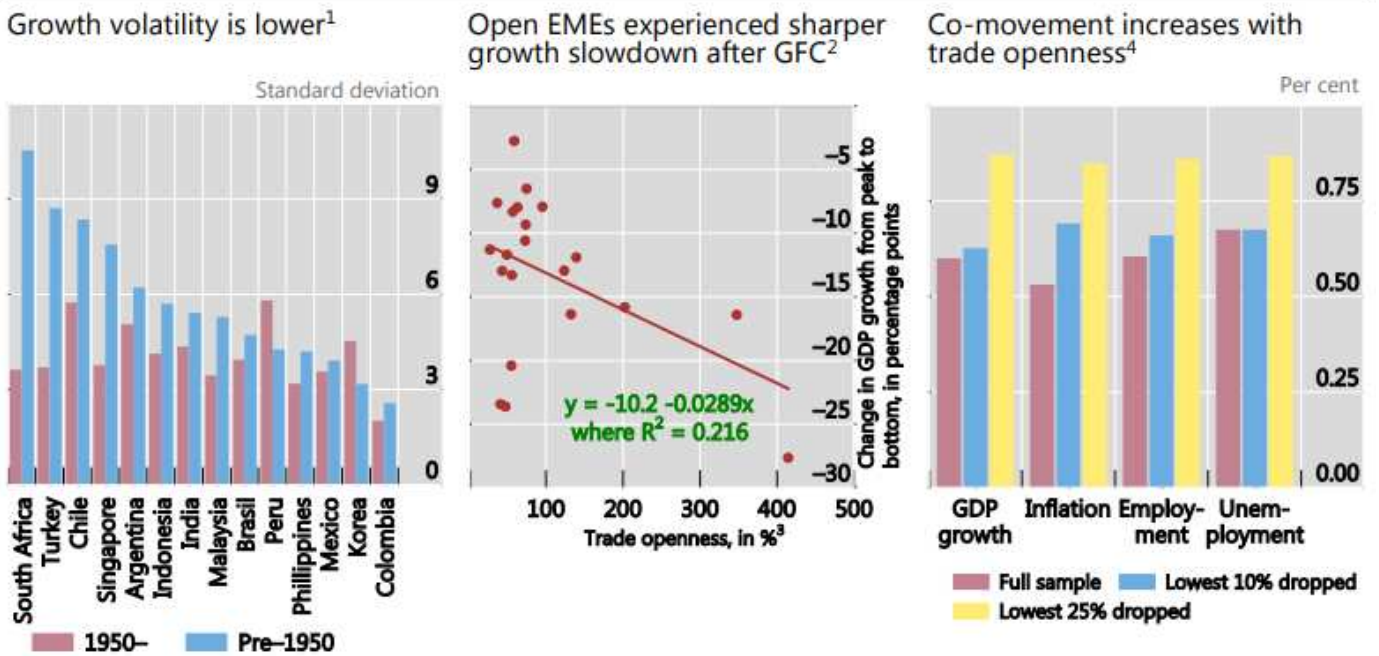 Growth volatility is lower¹
Standard deviation
9
6
3
0
South Africa
Turkey
Chile
Singapore
Argentina
Indonesia
India
Malaysia
Brasil
Peru
Phillippines
Mexico
Korea
Colombia
1950–
Pre–1950
Open EMEs experienced sharper
growth slowdown after GFC²
–5
–10
–15
–20
–25
–30
Change in GDP growth from peak to
bottom, in percentage points
y = -10.2 -0.0289x
where R² = 0.216
100 200 300 400 500
Trade openness, in %³
Co-movement increases with
trade openness⁴
Per cent
0.75
0.50
0.25
0.00
GDP
growth
Inflation
Employ-
ment
Unem-
ployment
Full sample
Lowest 10% dropped
Lowest 25% dropped